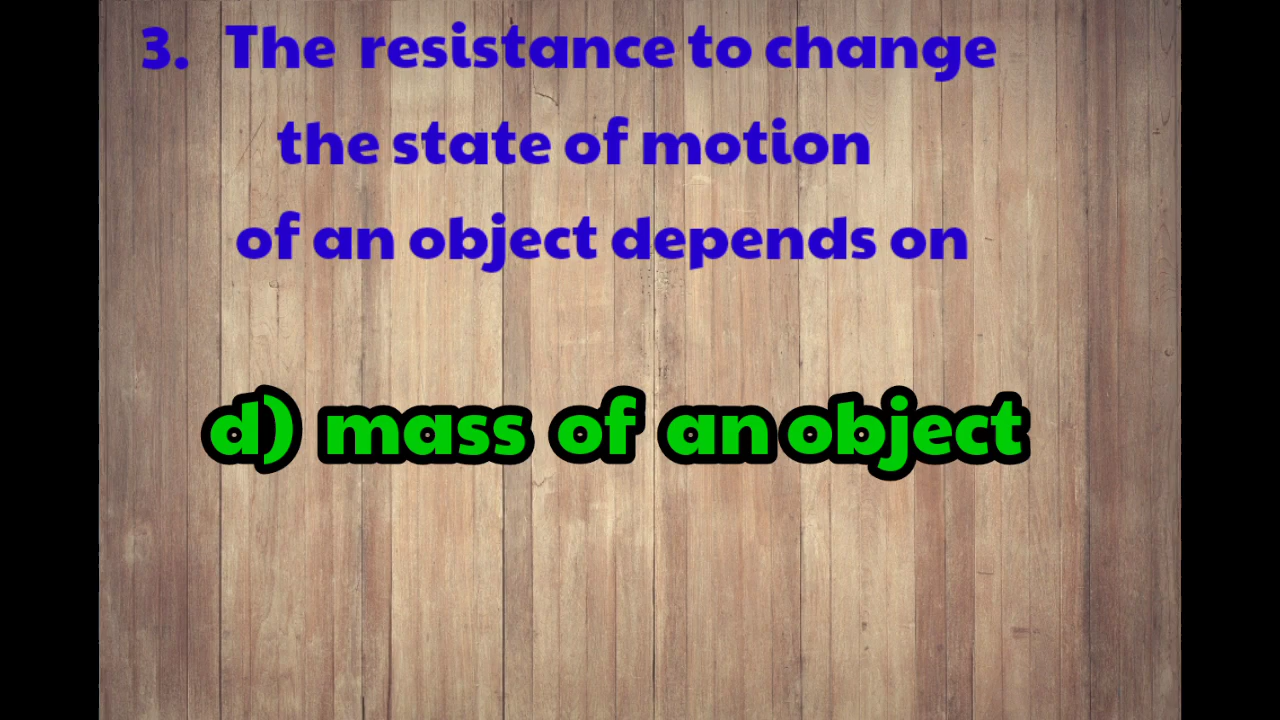 3. The resistance to change
the state of motion
of an object depends on
d) mass of an object